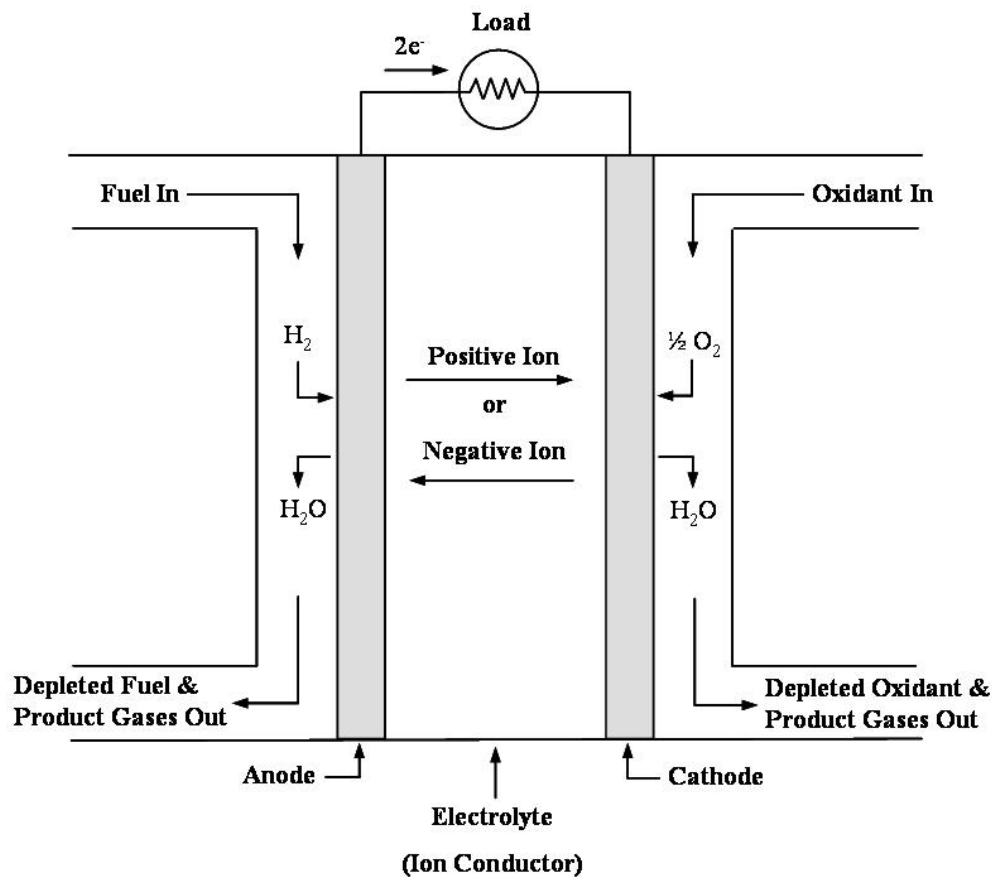 Load
2e⁻
Fuel In
Oxidant In
H₂
½ O₂
Positive Ion
or
Negative Ion
H₂O
H₂O
Depleted Fuel &
Product Gases Out
Depleted Oxidant &
Product Gases Out
Anode
Cathode
Electrolyte
(Ion Conductor)